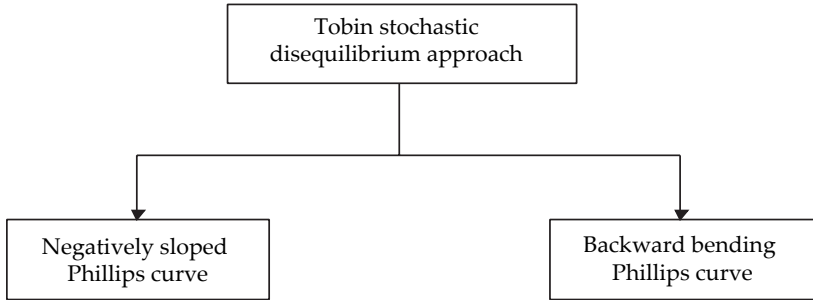 Tobin stochastic
disequilibrium approach
Negatively sloped
Phillips curve
Backward bending
Phillips curve